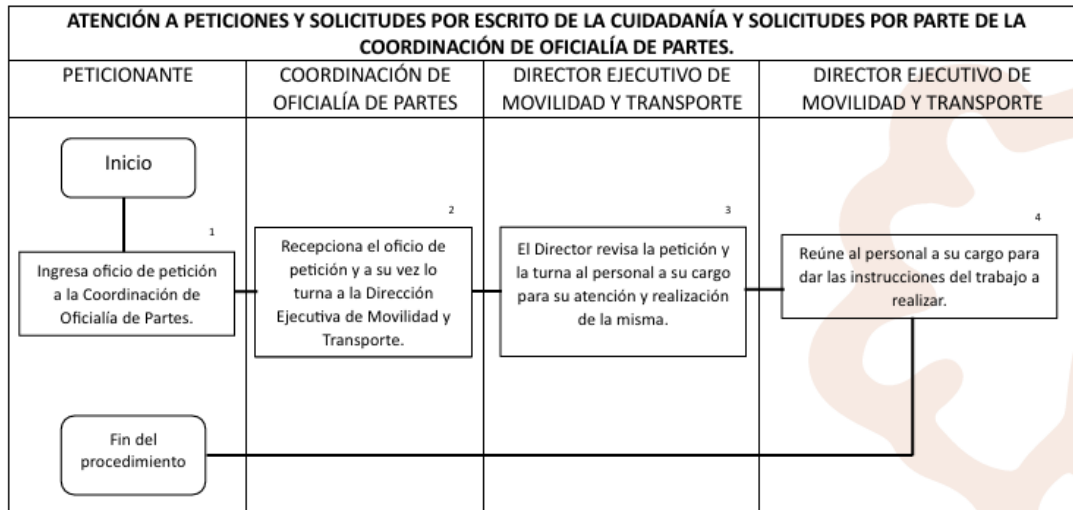 ATENCIÓN A PETICIONES Y SOLICITUDES POR ESCRITO DE LA CUIDADANÍA Y SOLICITUDES POR PARTE DE LA
COORDINACIÓN DE OFICIALÍA DE PARTES.
PETICIONANTE
COORDINACIÓN DE
OFICIALÍA DE PARTES
DIRECTOR EJECUTIVO DE
MOVILIDAD Y TRANSPORTE
DIRECTOR EJECUTIVO DE
MOVILIDAD Y TRANSPORTE
Inicio
1
Ingresa oficio de petición
a la Coordinación de
Oficialía de Partes.
2
Recepciona el oficio de
petición y a su vez lo
turna a la Dirección
Ejecutiva de Movilidad y
Transporte.
3
El Director revisa la petición y
la turna al personal a su cargo
para su atención y realización
de la misma.
4
Reúne al personal a su cargo para
dar las instrucciones del trabajo a
realizar.
Fin del
procedimiento